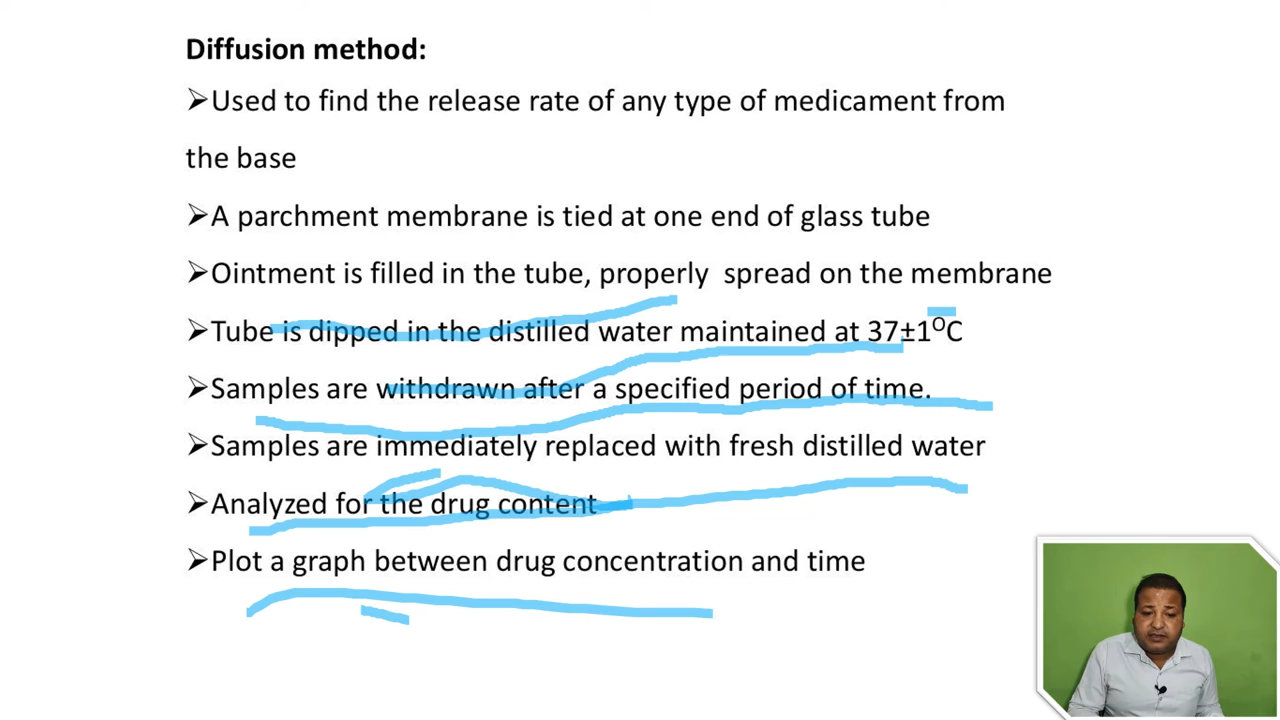 Diffusion method:
➢Used to find the release rate of any type of medicament from
the base
➢A parchment membrane is tied at one end of glass tube
➢Ointment is filled in the tube, properly  spread on the membrane
➢Tube is dipped in the distilled water maintained at 37±1ᴼC
➢Samples are withdrawn after a specified period of time.
➢Samples are immediately replaced with fresh distilled water
➢Analyzed for the drug content
➢Plot a graph between drug concentration and time